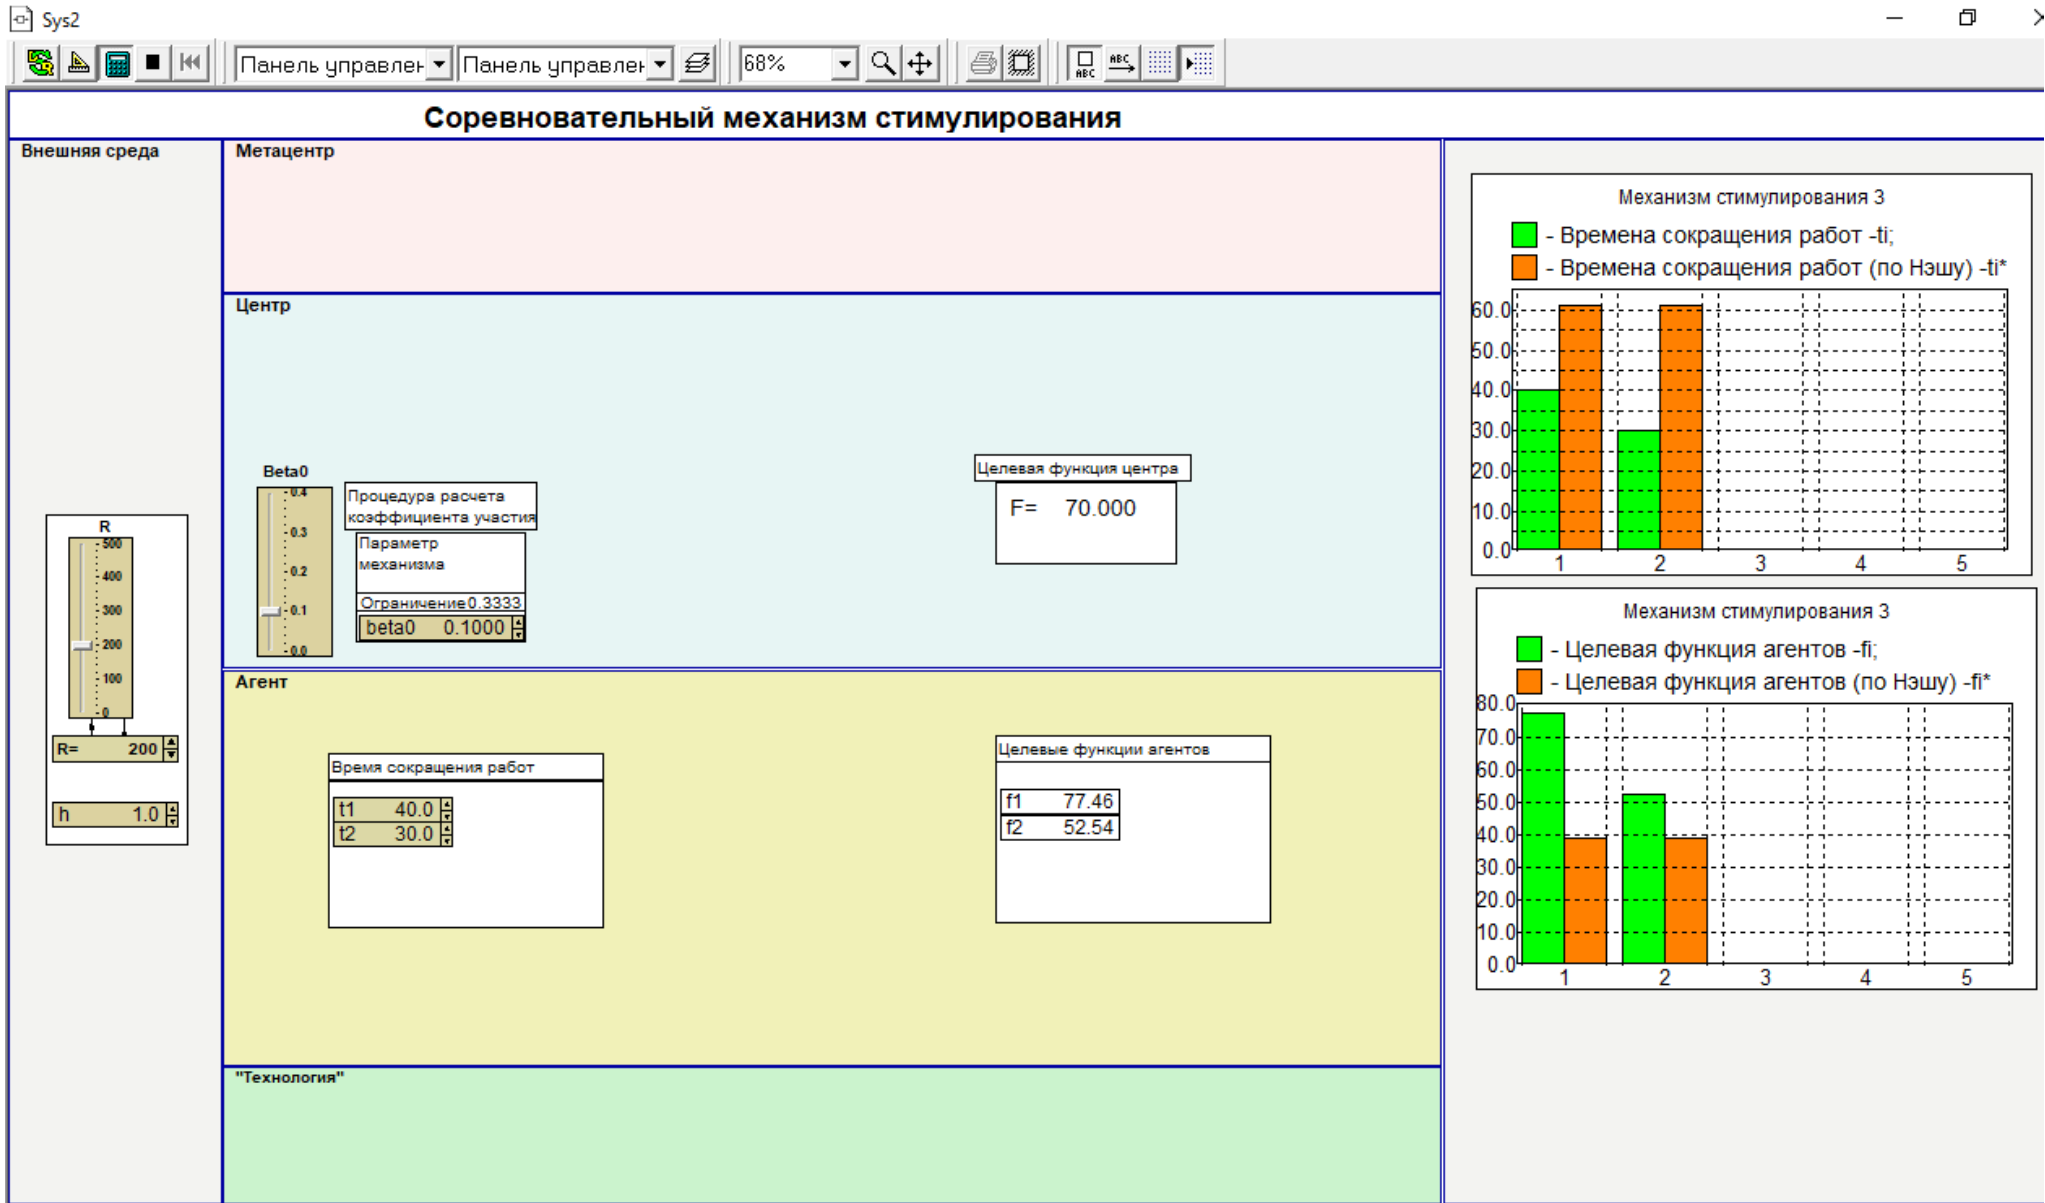 Sys2
Панель управлен
Панель управлен
68%
ABC
ABC
Соревновательный механизм стимулирования
Внешняя среда
R
500
400
300
200
100
0
R= 200
h 1.0
Метацентр
Центр
Beta0
0.4
0.3
0.2
0.1
0.0
Процедура расчета
коэффициента участия
Параметр
механизма
Ограничение 0.3333
beta0 0.1000
Целевая функция центра
F= 70.000
Агент
Время сокращения работ
t1 40.0
t2 30.0
Целевые функции агентов
f1 77.46
f2 52.54
"Технология"
Механизм стимулирования 3
- Времена сокращения работ -ti;
- Времена сокращения работ (по Нэшу) -ti*
60.0
50.0
40.0
30.0
20.0
10.0
0.0
1 2 3 4 5
Механизм стимулирования 3
- Целевая функция агентов -fi;
- Целевая функция агентов (по Нэшу) -fi*
80.0
70.0
60.0
50.0
40.0
30.0
20.0
10.0
0.0
1 2 3 4 5